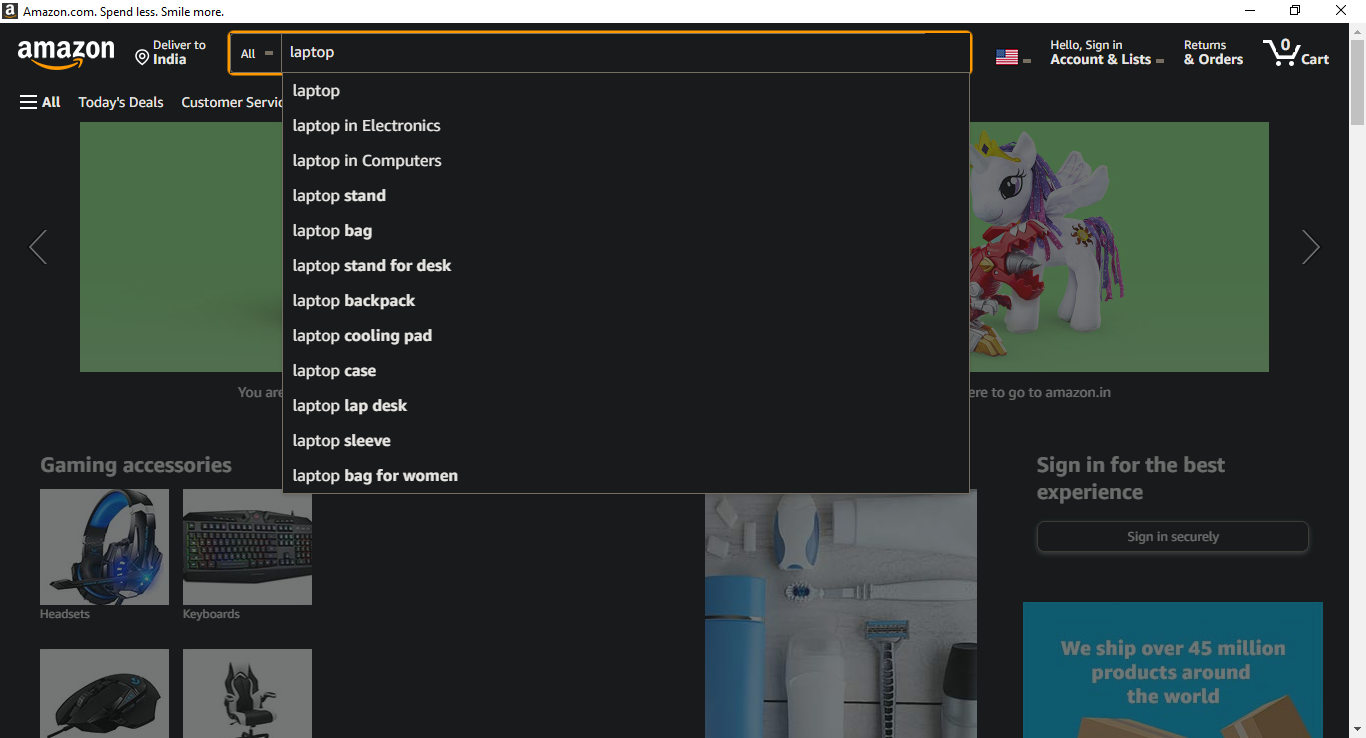 Amazon.com. Spend less. Smile more.
amazon
Deliver to
India
All
laptop
Hello, Sign in
Account & Lists
Returns
& Orders
0
Cart
All
Today's Deals
Customer Servic
laptop
laptop in Electronics
laptop in Computers
laptop stand
laptop bag
laptop stand for desk
laptop backpack
laptop cooling pad
laptop case
laptop lap desk
laptop sleeve
laptop bag for women
You are
ere to go to amazon.in
Gaming accessories
Headsets
Keyboards
Sign in for the best
experience
Sign in securely
We ship over 45 million
products around
the world